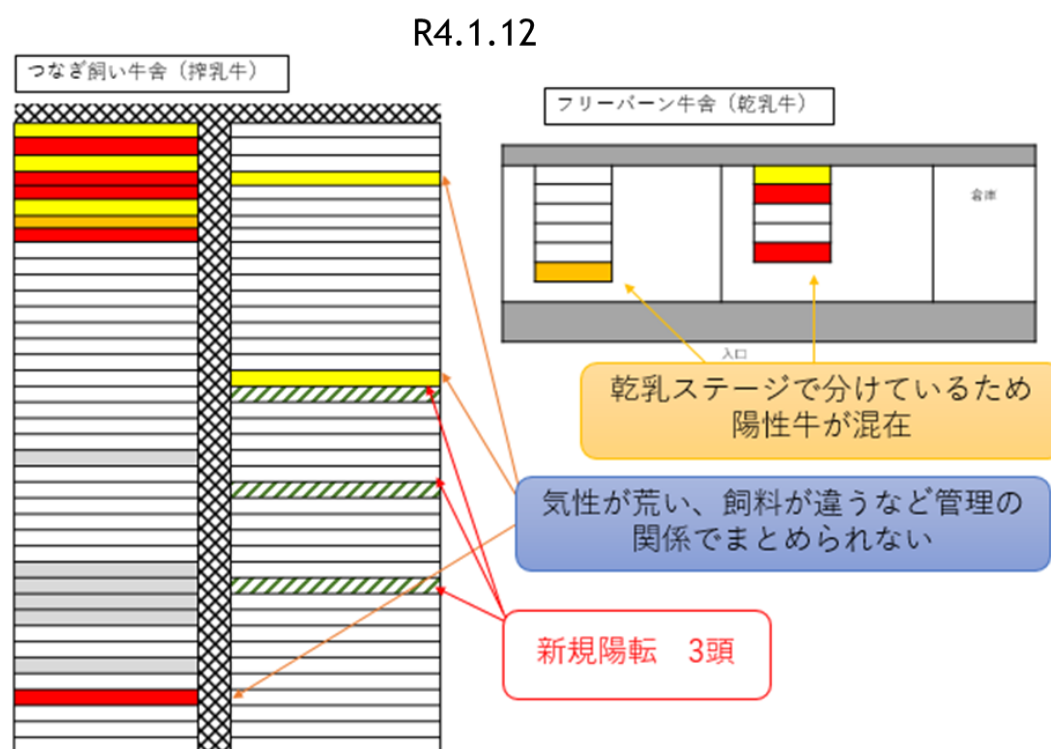 R4.1.12
つなぎ飼い牛舎（搾乳牛）
フリーバーン牛舎（乾乳牛）
倉庫
入口
乾乳ステージで分けているため
陽性牛が混在
気性が荒い、飼料が違うなど管理の
関係でまとめられない
新規陽転　3頭